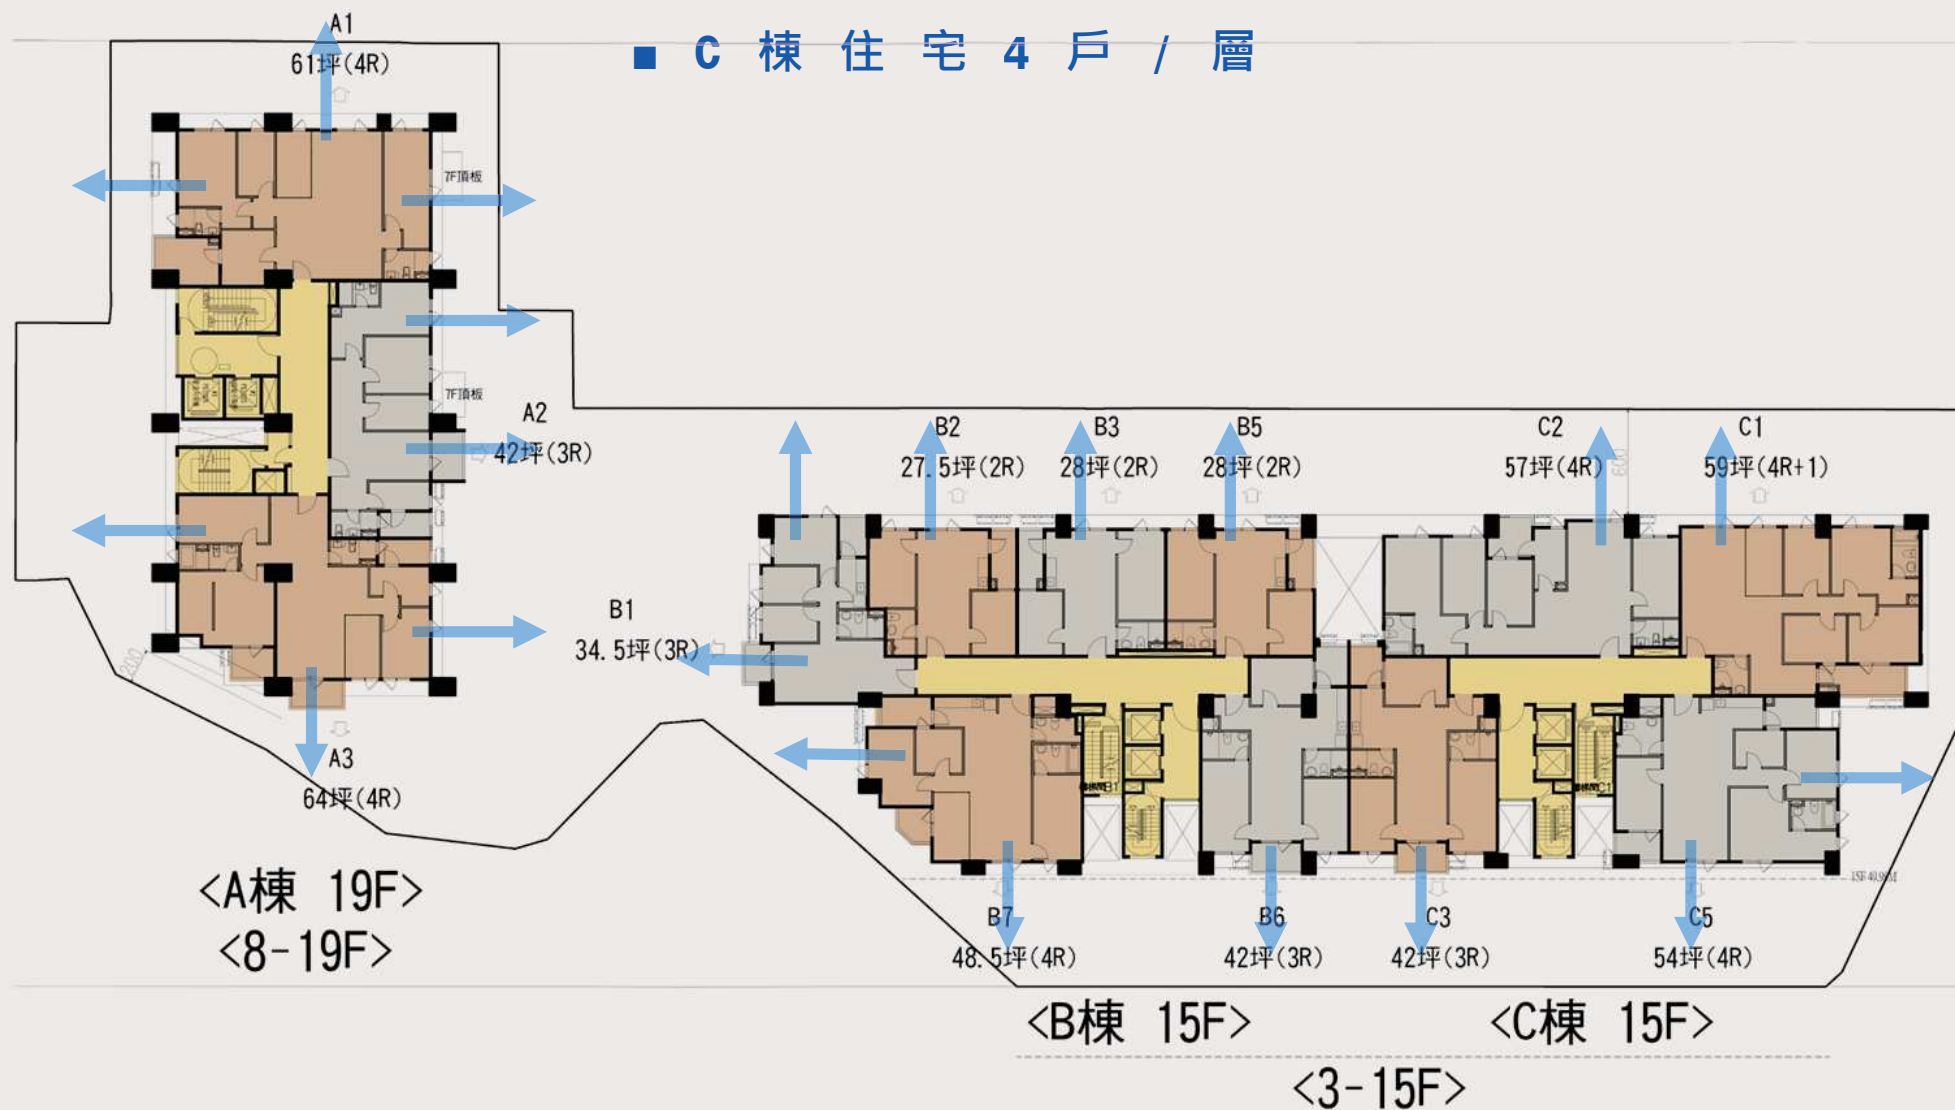 ■ C 棟 住 宅 4 戶 / 層
A1
61坪(4R)
7F頂板
7F頂板
A2
42坪(3R)
B2
27.5坪(2R)
B3
28坪(2R)
B5
28坪(2R)
C2
57坪(4R)
600
C1
59坪(4R+1)
B1
34.5坪(3R)
200
A3
64坪(4R)
B7
48.5坪(4R)
B6
42坪(3R)
C3
42坪(3R)
C5
54坪(4R)
<A棟 19F>
<8-19F>
<B棟 15F>
<C棟 15F>
<3-15F>